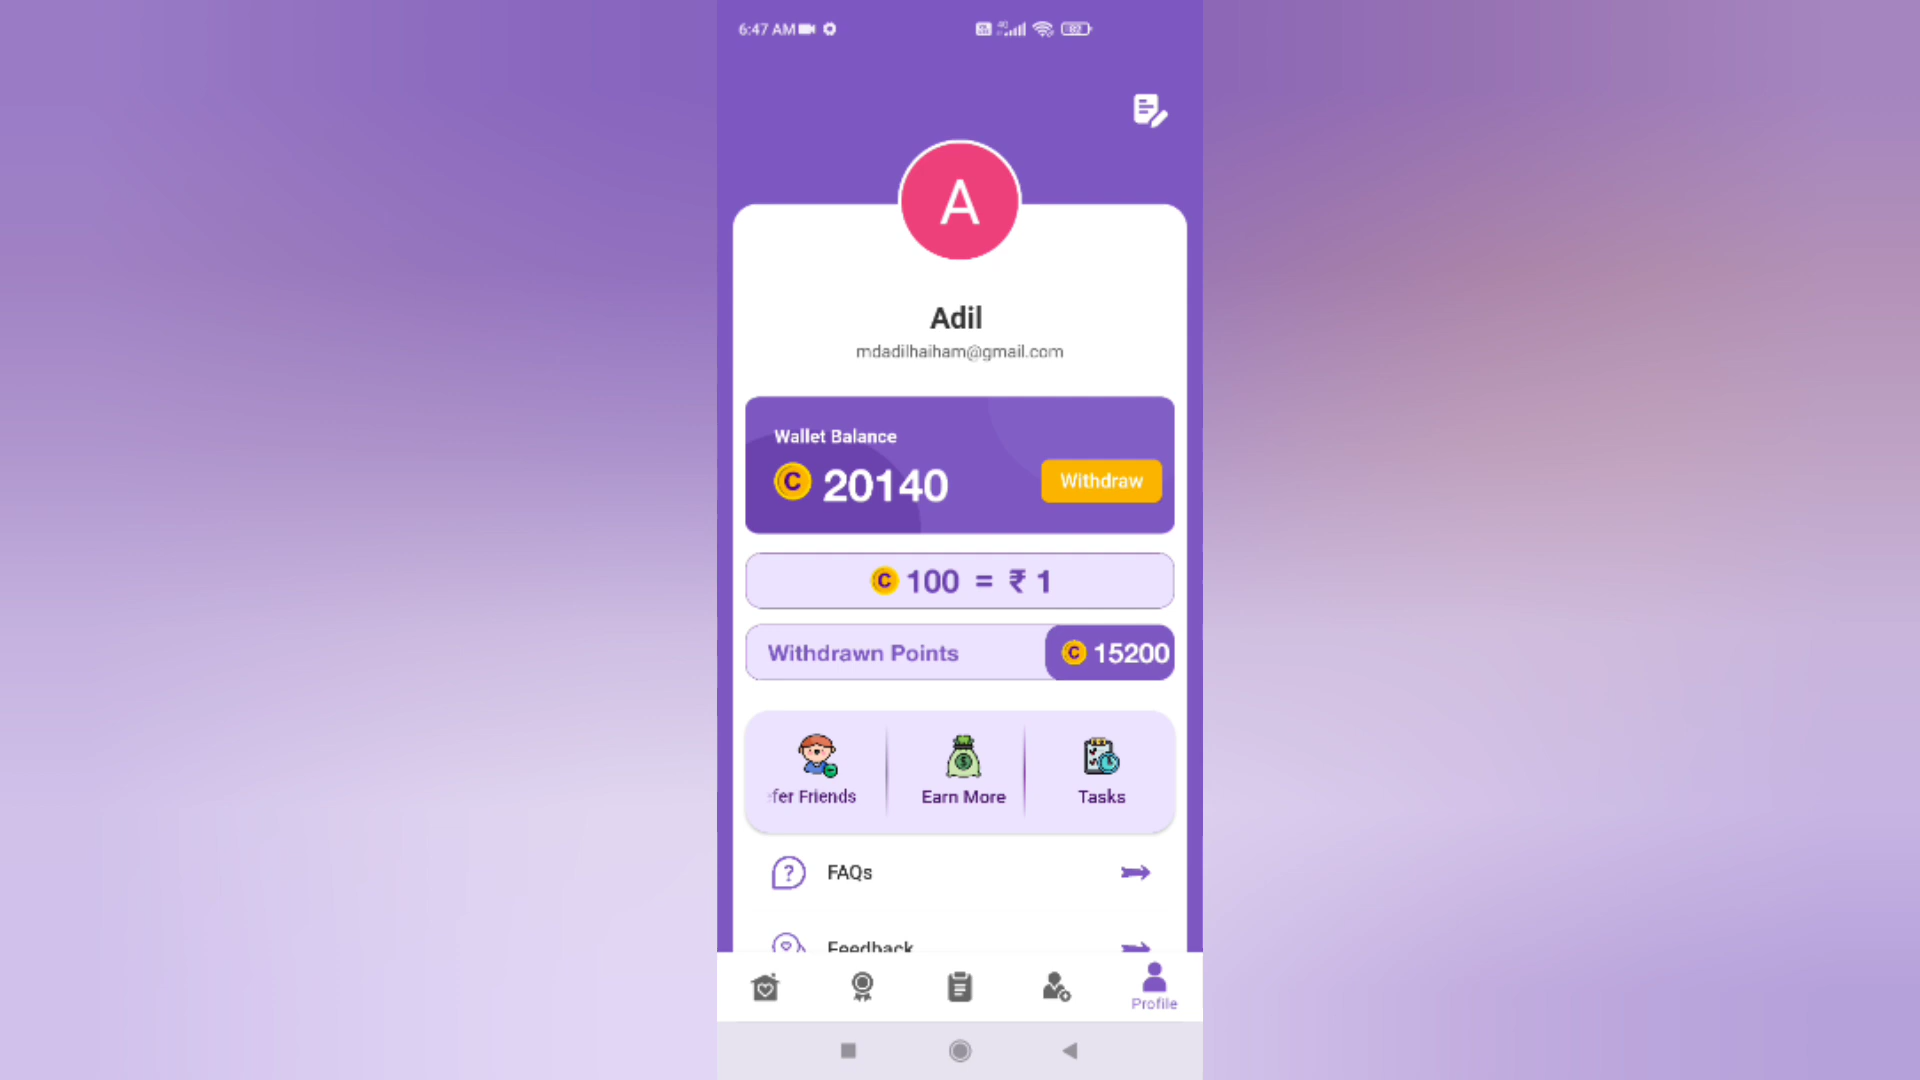 6:47 AM
A
Adil
mdadilhaiham@gmail.com
Wallet Balance
C 20140
Withdraw
C 100 = ₹ 1
Withdrawn Points
C 15200
fer Friends
Earn More
Tasks
FAQs
Feedback
Profile